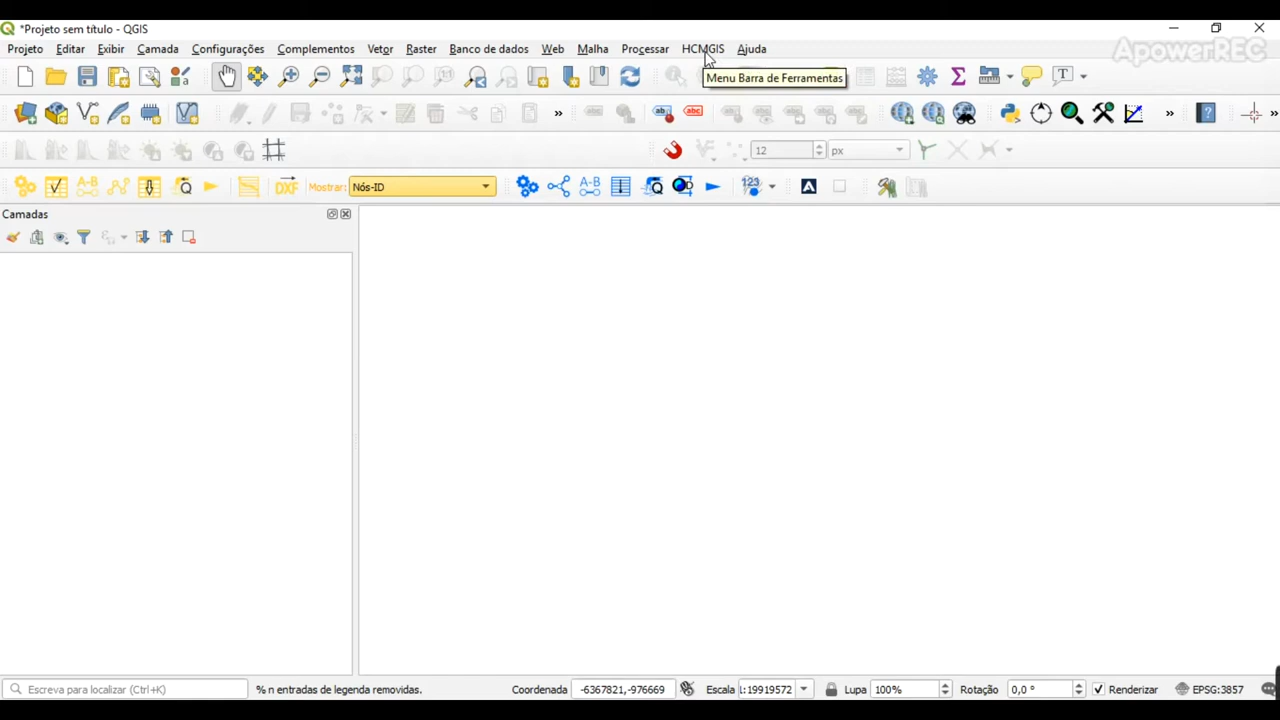 *Projeto sem título - QGIS
Projeto Editar Exibir Camada Configurações Complementos Vetor Raster Banco de dados Web Malha Processar HCMGIS Ajuda
ApowerREC
Menu Barra de Ferramentas
12 px
DXF Mostrar: Nós-ID A-B 123
Camadas
Escreva para localizar (Ctrl+K) % n entradas de legenda removidas. Coordenada -6367821,-976669 Escala L:19919572 Lupa 100% Rotação 0,0 ° Renderizar EPSG:3857